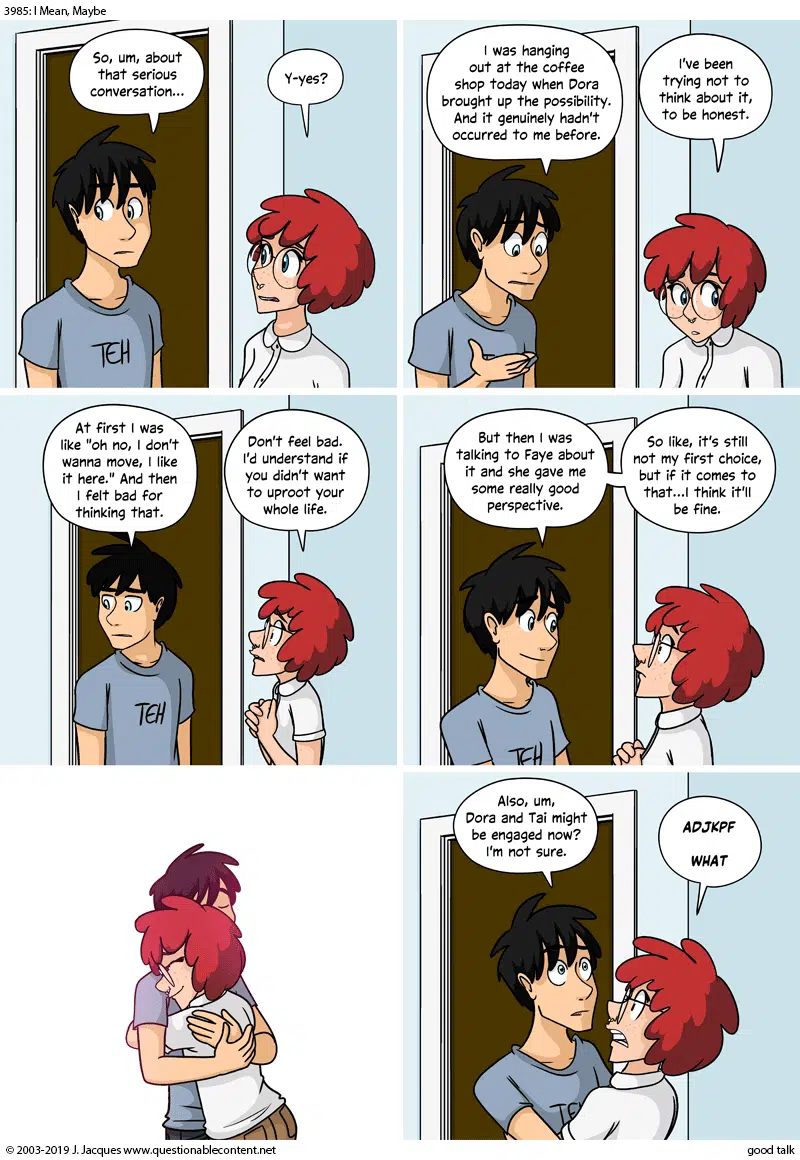 3985: I Mean, Maybe
So, um, about
that serious
conversation...
Y-yes?
TEH
I was hanging
out at the coffee
shop today when Dora
brought up the possibility.
And it genuinely hadn't
occurred to me before.
I've been
trying not to
think about it,
to be honest.
At first I was
like "oh no, I don't
wanna move, I like
it here." And then
I felt bad for
thinking that.
Don't feel bad.
I'd understand if
you didn't want
to uproot your
whole life.
TEH
But then I was
talking to Faye about
it and she gave me
some really good
perspective.
So like, it's still
not my first choice,
but if it comes to
that...I think it'll
be fine.
TEH
Also, um,
Dora and Tai might
be engaged now?
I'm not sure.
ADJKPF
WHAT
TEH
© 2003-2019 J. Jacques www.questionablecontent.net
good talk